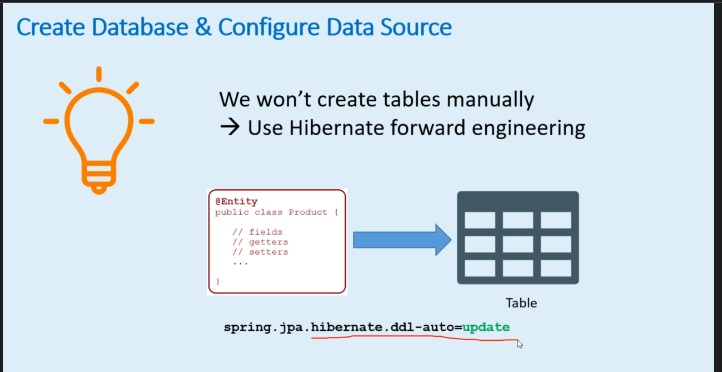 Create Database & Configure Data Source
We won't create tables manually
→ Use Hibernate forward engineering
@Entity
public class Product {
// fields
// getters
// setters
...
}
Table
spring.jpa.hibernate.ddl-auto=update